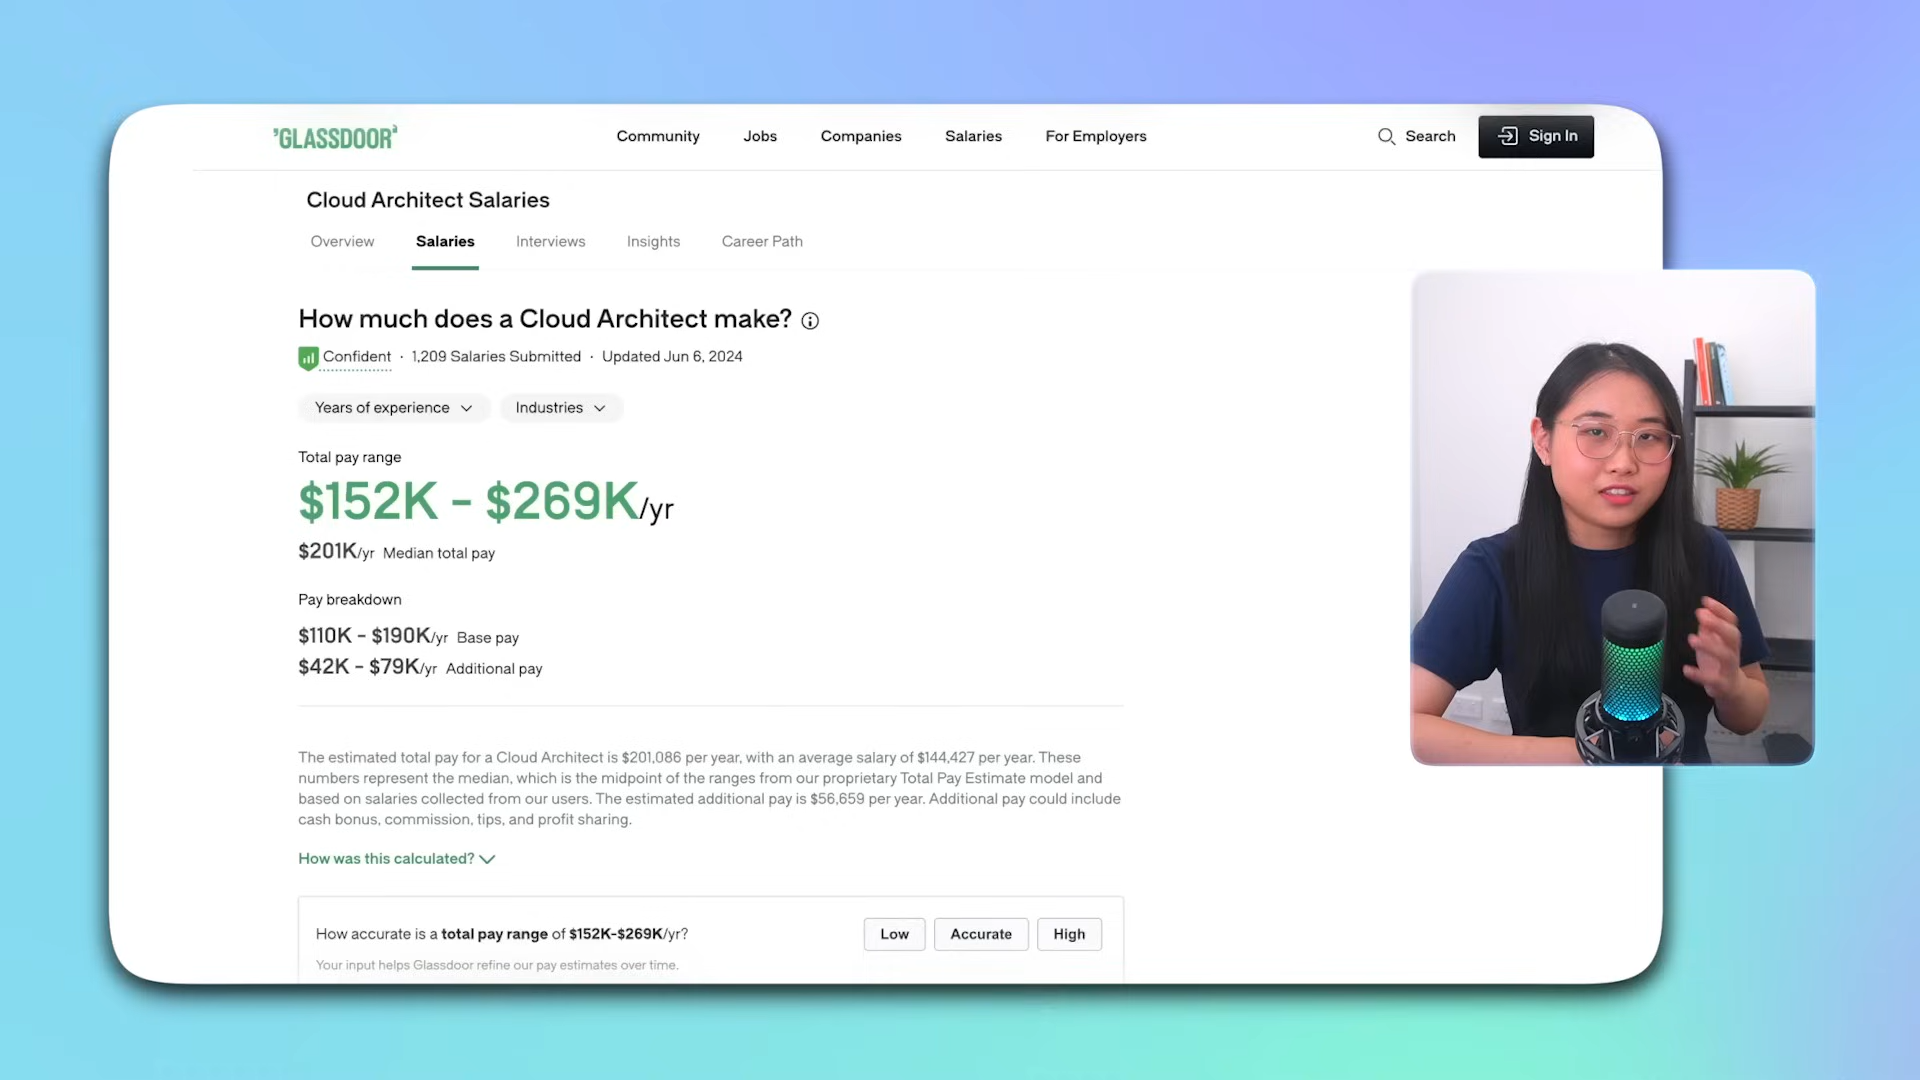 GLASSDOOR
Community Jobs Companies Salaries For Employers Search Sign In
Cloud Architect Salaries
Overview Salaries Interviews Insights Career Path
How much does a Cloud Architect make?
Confident · 1,209 Salaries Submitted · Updated Jun 6, 2024
Years of experience Industries
Total pay range
$152K - $269K/yr
$201K/yr Median total pay
Pay breakdown
$110K - $190K/yr Base pay
$42K - $79K/yr Additional pay
The estimated total pay for a Cloud Architect is $201,086 per year, with an average salary of $144,427 per year. These
numbers represent the median, which is the midpoint of the ranges from our proprietary Total Pay Estimate model and
based on salaries collected from our users. The estimated additional pay is $56,659 per year. Additional pay could include
cash bonus, commission, tips, and profit sharing.
How was this calculated?
How accurate is a total pay range of $152K-$269K/yr? Low Accurate High
Your input helps Glassdoor refine our pay estimates over time.